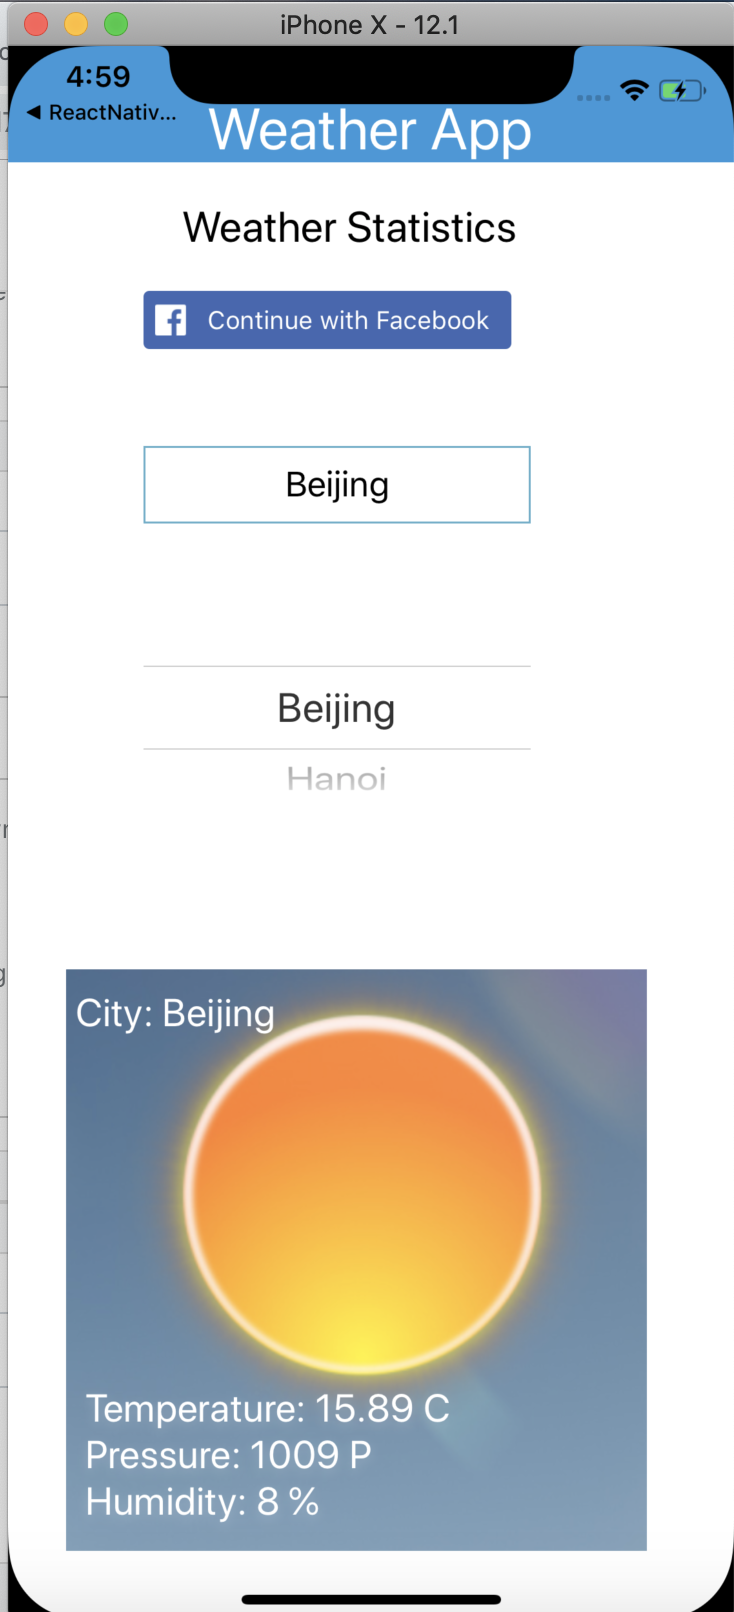 iPhone X - 12.1
4:59
◀ ReactNativ...
Weather App
Weather Statistics
Continue with Facebook
Beijing
Beijing
Hanoi
City: Beijing
Temperature: 15.89 C
Pressure: 1009 P
Humidity: 8 %